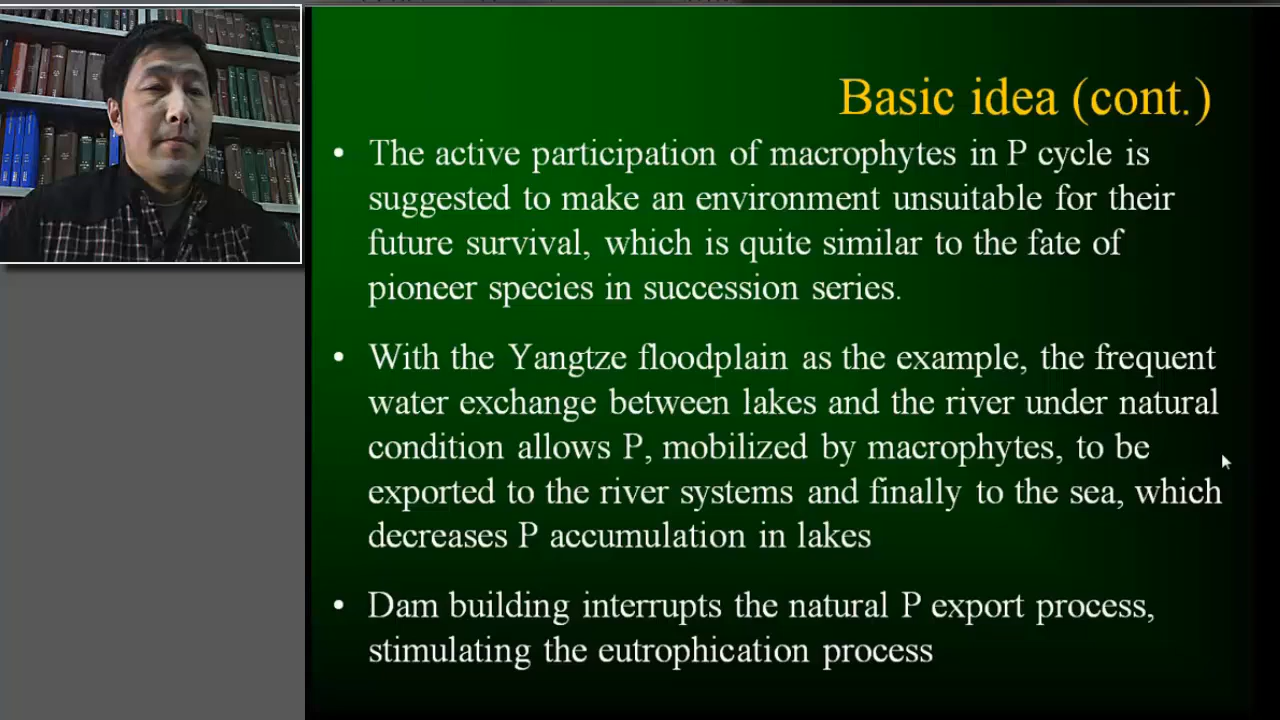 Basic idea (cont.)
• The active participation of macrophytes in P cycle is
suggested to make an environment unsuitable for their
future survival, which is quite similar to the fate of
pioneer species in succession series.
• With the Yangtze floodplain as the example, the frequent
water exchange between lakes and the river under natural
condition allows P, mobilized by macrophytes, to be
exported to the river systems and finally to the sea, which
decreases P accumulation in lakes
• Dam building interrupts the natural P export process,
stimulating the eutrophication process